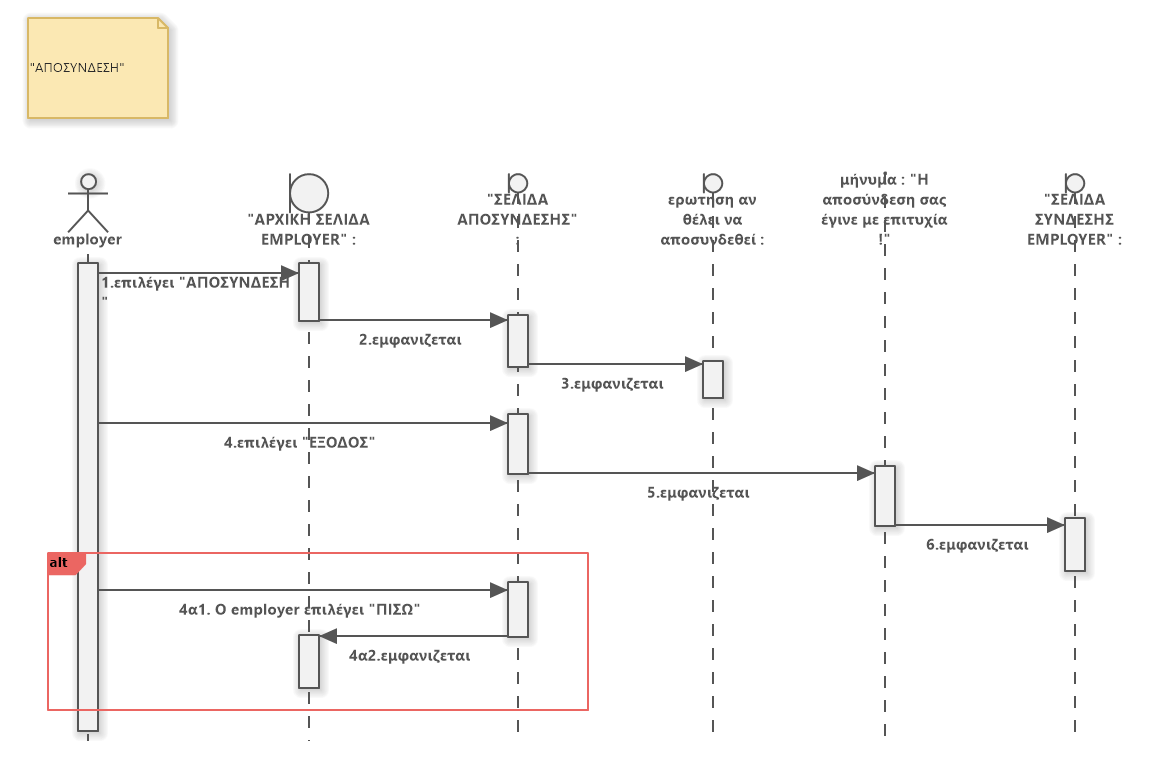 "ΑΠΟΣΥΝΔΕΣΗ"
employer
"ΑΡΧΙΚΗ ΣΕΛΙΔΑ
EMPLOYER" :
"ΣΕΛΙΔΑ
ΑΠΟΣΥΝΔΕΣΗΣ"
:
ερωτηση αν
θέλει να
αποσυνδεθεί :
μήνυμα : "Η
αποσύνδεση σας
έγινε με επιτυχία
!"
"ΣΕΛΙΔΑ
ΣΥΝΔΕΣΗΣ
EMPLOYER" :
1.επιλέγει "ΑΠΟΣΥΝΔΕΣΗ
"
2.εμφανιζεται
3.εμφανιζεται
4.επιλέγει "ΕΞΟΔΟΣ"
5.εμφανιζεται
6.εμφανιζεται
alt
4α1. Ο employer επιλέγει "ΠΙΣΩ"
4α2.εμφανιζεται